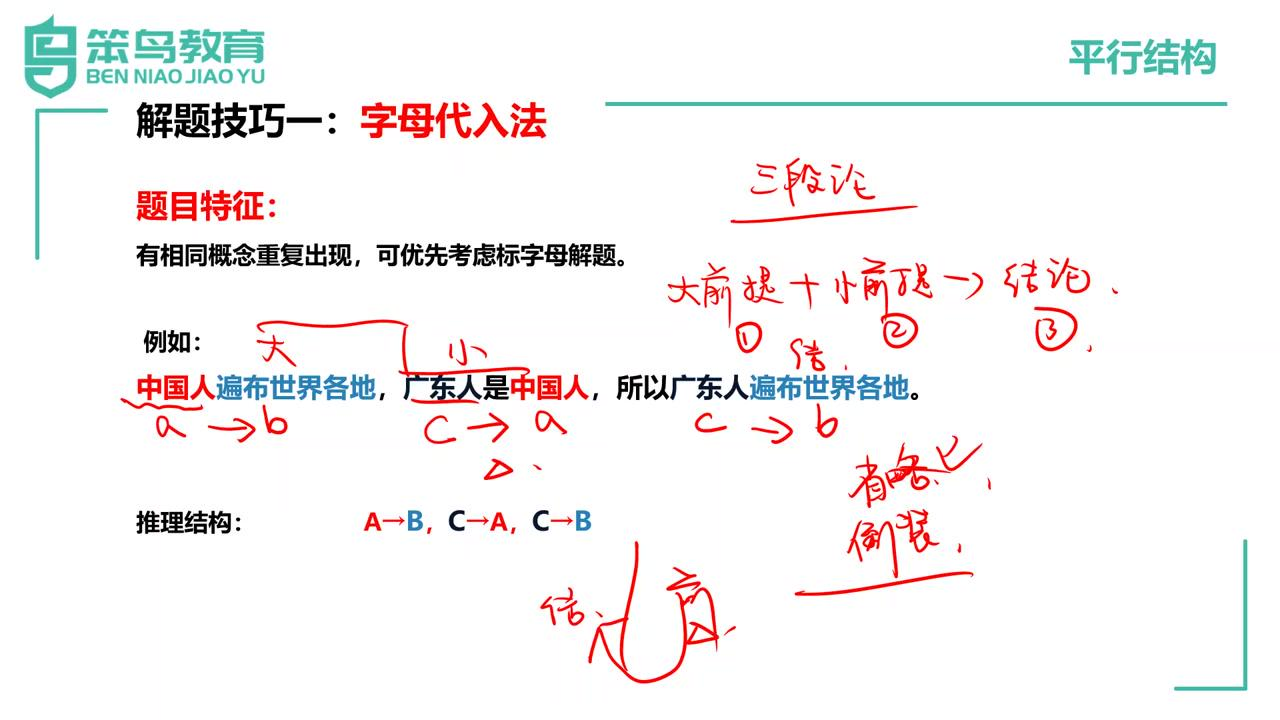 笨鸟教育
BEN NIAO JIAO YU
平行结构
解题技巧一：字母代入法
三段论
题目特征：
有相同概念重复出现，可优先考虑标字母解题。
大前提＋小前提→结论.
① ② ③.
例如：
大 小 结.
中国人遍布世界各地，广东人是中国人，所以广东人遍布世界各地。
a→b c→a c→b
省略
倒装.
推理结构： A→B，C→A，C→B
结.